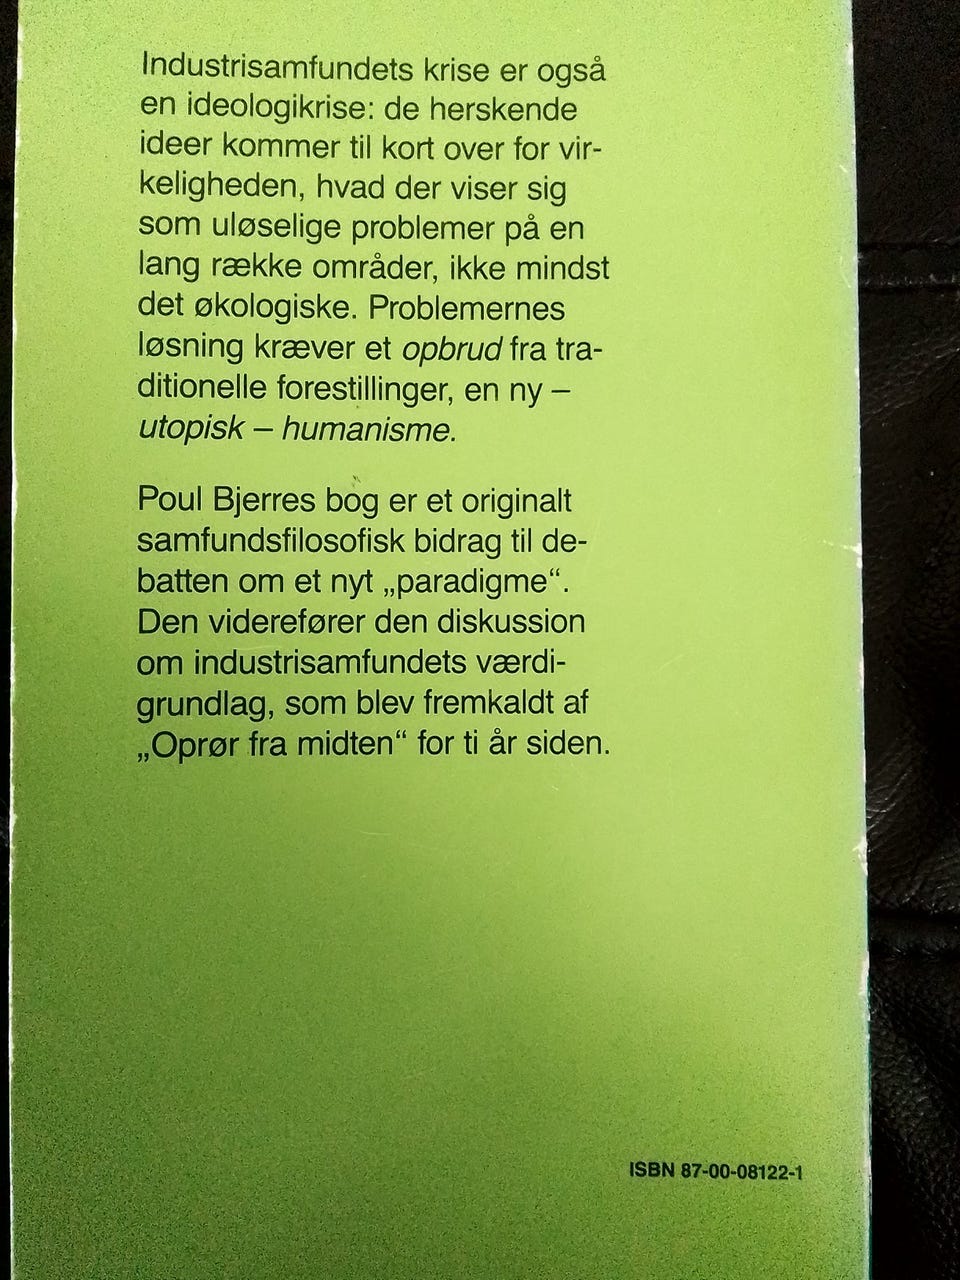 Industrisamfundets krise er også
en ideologikrise: de herskende
ideer kommer til kort over for vir-
keligheden, hvad der viser sig
som uløselige problemer på en
lang række områder, ikke mindst
det økologiske. Problemernes
løsning kræver et opbrud fra tra-
ditionelle forestillinger, en ny –
utopisk – humanisme.
Poul Bjerres bog er et originalt
samfundsfilosofisk bidrag til de-
batten om et nyt „paradigme“.
Den viderefører den diskussion
om industrisamfundets værdi-
grundlag, som blev fremkaldt af
„Oprør fra midten“ for ti år siden.
ISBN 87-00-08122-1